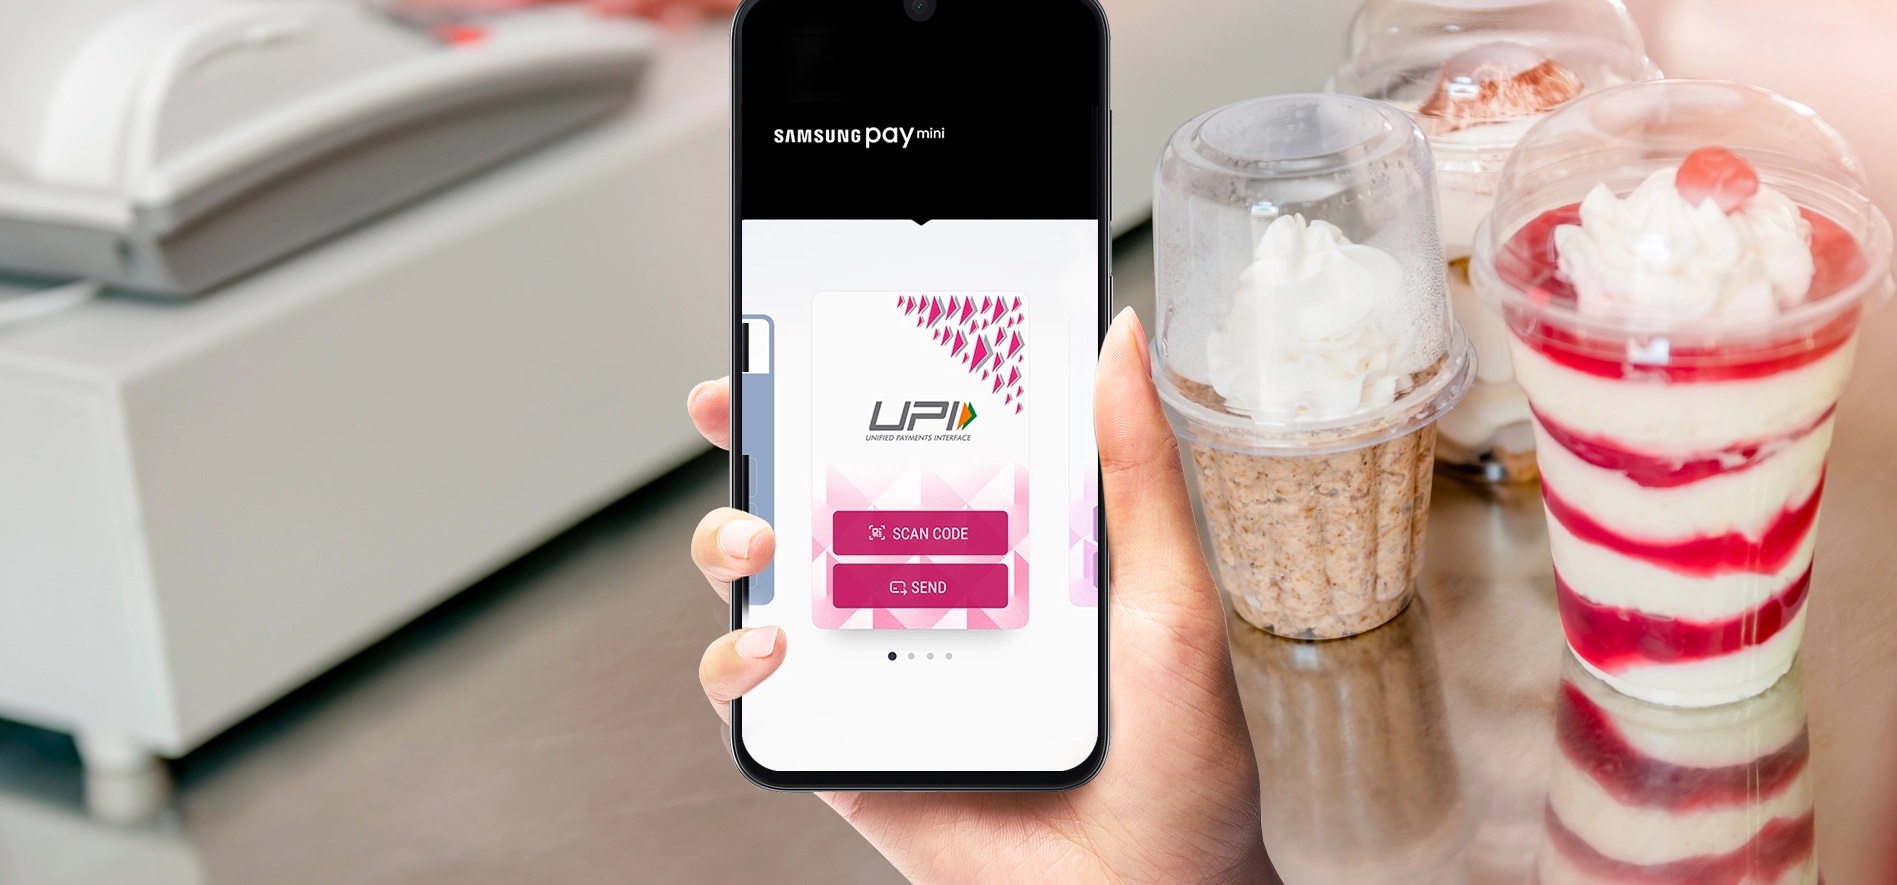 SAMSUNG pay mini
UPI
UNIFIED PAYMENTS INTERFACE
SCAN CODE
SEND